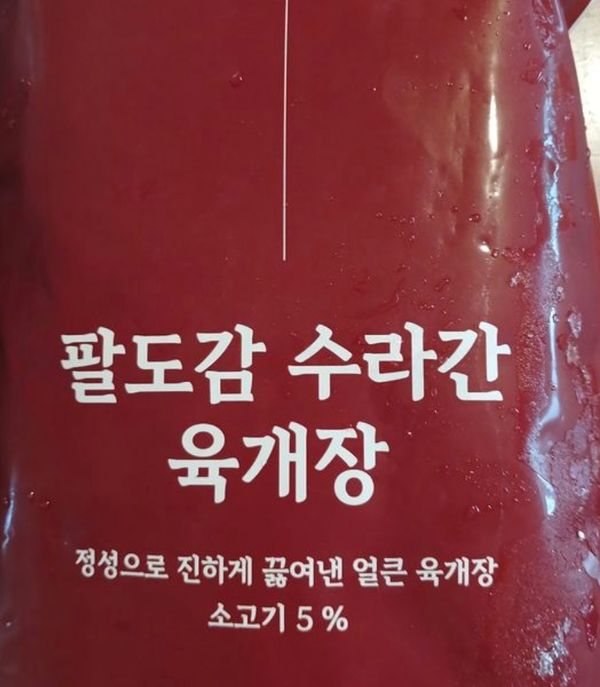 팔도감 수라간
육개장
정성으로 진하게 끓여낸 얼큰 육개장
소고기 5 %